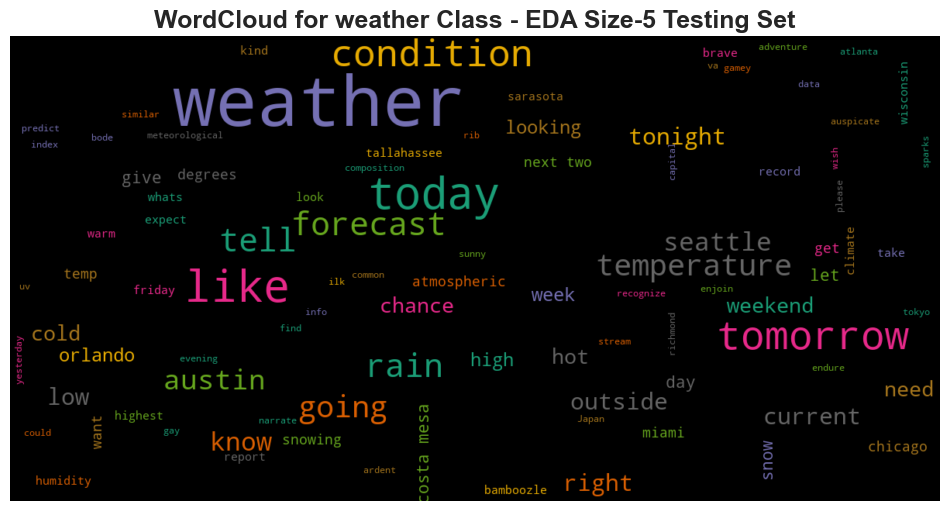 WordCloud for weather Class - EDA Size-5 Testing Set
kind
condition
brave
adventure
atlanta
va
gamey
wisconsin
weather
data
sarasota
similar
looking
tonight
auspicate
predict
bode
meteorological
rib
index
tallahassee
next two
capital
wish
sparks
composition
record
give
degrees
today
whats
look
please
expect
forecast
warm
tell
seattle
get
climate
take
sunny
temperature
let
temp
common
ilk
atmospheric
uv
friday
like
week
recognize
enjoin
chance
info
weekend
tokyo
cold
find
stream
richmond
tomorrow
orlando
yesterday
evening
rain
high
hot
endure
austin
day
need
low
going
outside
highest
current
want
narrate
costa mesa
Japan
could
gay
know
snowing
miami
chicago
report
snow
ardent
humidity
bamboozle
right